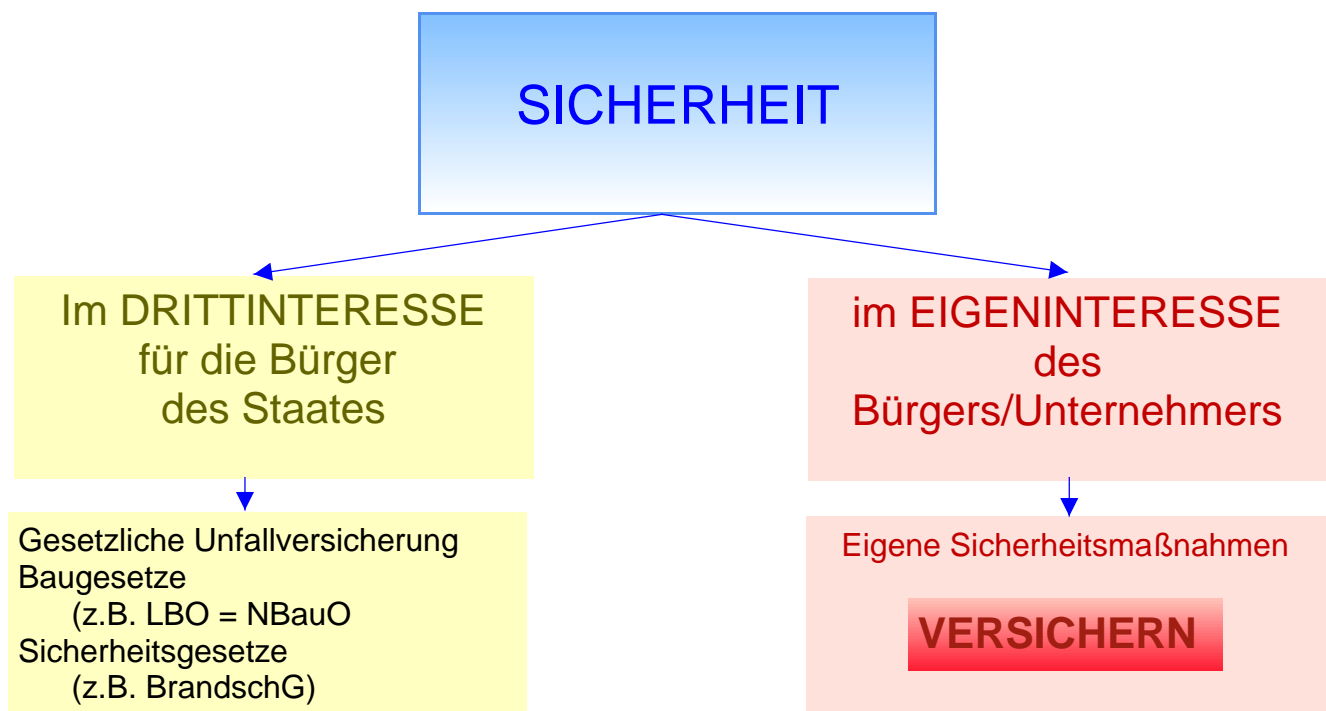 SICHERHEIT
Im DRITTINTERESSE
für die Bürger
des Staates
Gesetzliche Unfallversicherung
Baugesetze
(z.B. LBO = NBauO
Sicherheitsgesetze
(z.B. BrandschG)
im EIGENINTERESSE
des
Bürgers/Unternehmers
Eigene Sicherheitsmaßnahmen
VERSICHERN